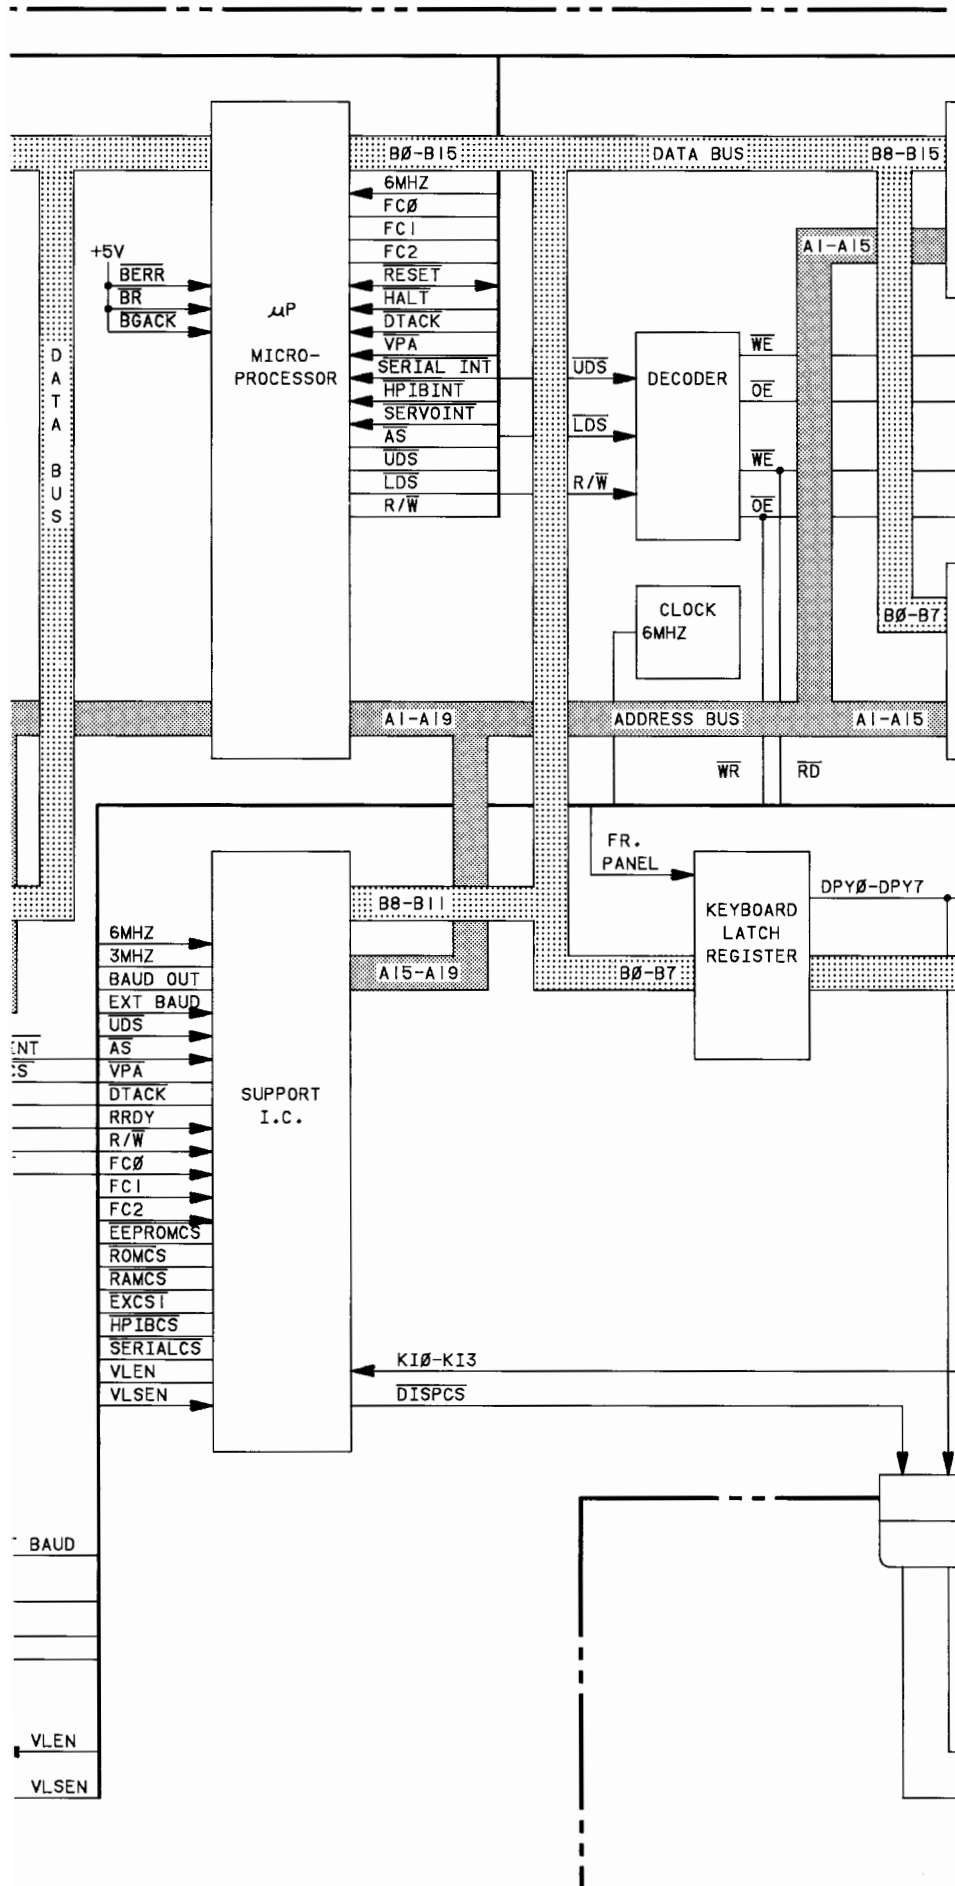 BØ-B15
DATA BUS
B8-B15
6MHZ
FCØ
FC1
FC2
RESET
HALT
DTACK
VPA
SERIAL INT
HPIBINT
SERVOINT
AS
UDS
LDS
R/W
+5V
BERR
BR
BGACK
μP
MICRO-
PROCESSOR
DATA BUS
UDS
LDS
R/W
DECODER
WE
OE
WE
OE
A1-A15
CLOCK
6MHZ
BØ-B7
A1-A19
ADDRESS BUS
A1-A15
WR
RD
FR.
PANEL
KEYBOARD
LATCH
REGISTER
DPYØ-DPY7
B8-B11
A15-A19
BØ-B7
6MHZ
3MHZ
BAUD OUT
EXT BAUD
UDS
ENT
AS
CS
VPA
DTACK
RRDY
R/W
FCØ
FC1
FC2
EEPROMCS
ROMCS
RAMCS
EXCS1
HPIBCS
SERIALCS
VLEN
VLSEN
SUPPORT
I.C.
KIØ-KI3
DISPCS
BAUD
VLEN
VLSEN